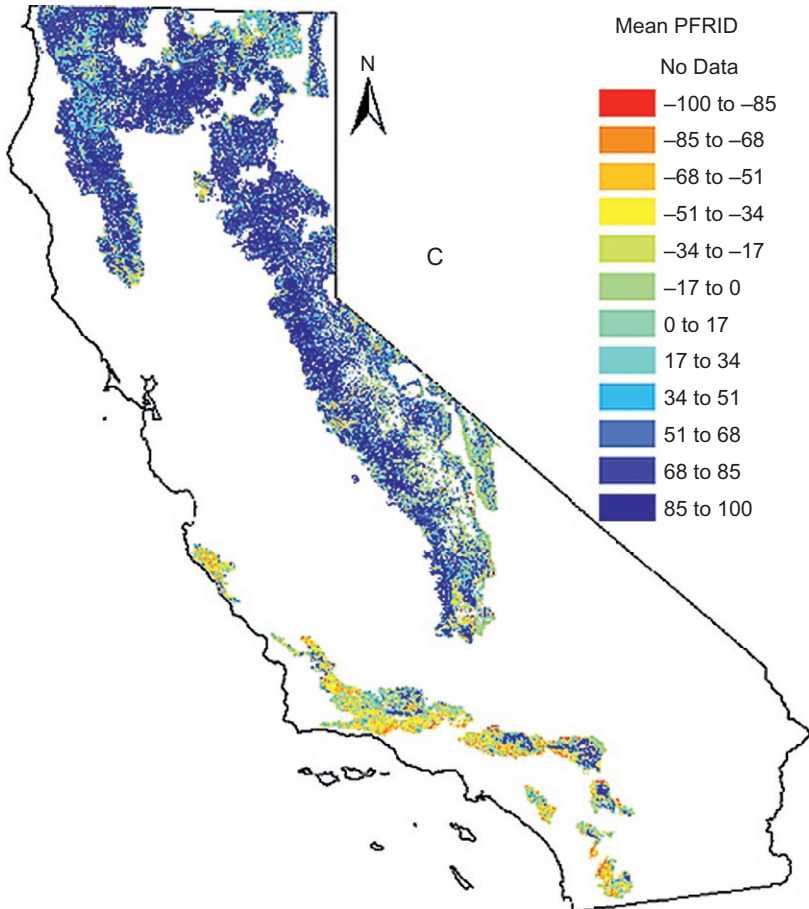 Mean PFRID
No Data
N
–100 to –85
–85 to –68
–68 to –51
–51 to –34
–34 to –17
–17 to 0
0 to 17
17 to 34
34 to 51
51 to 68
68 to 85
85 to 100
C